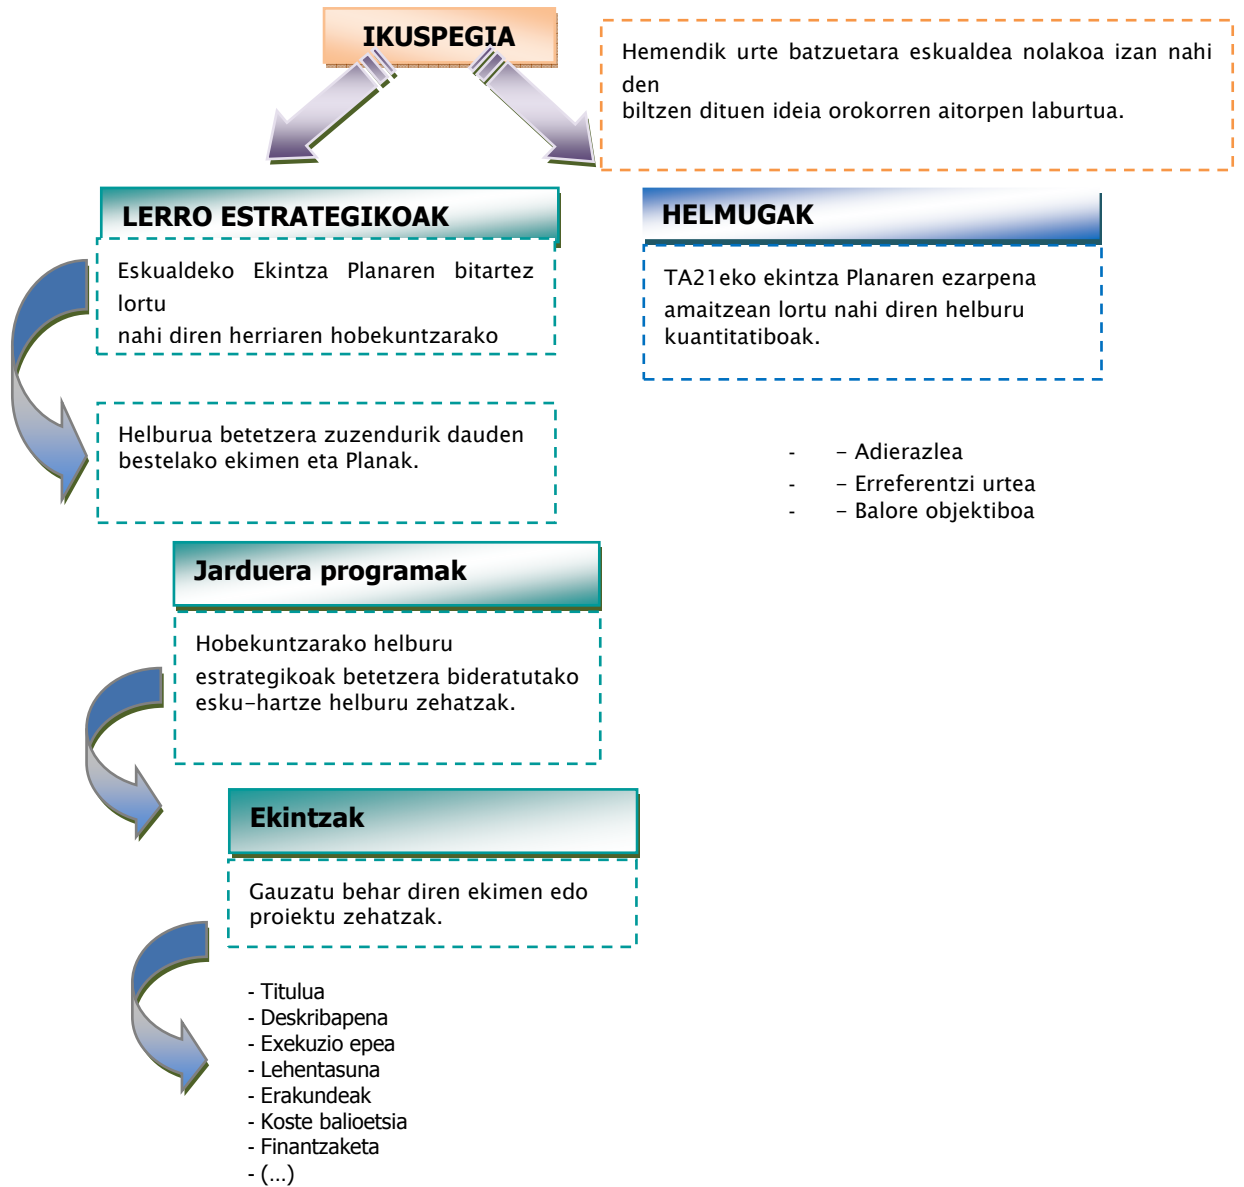 IKUSPEGIA
Hemendik urte batzuetara eskualdea nolakoa izan nahi
den
biltzen dituen ideia orokorren aitorpen laburtua.
LERRO ESTRATEGIKOAK
Eskualdeko Ekintza Planaren bitartez
lortu
nahi diren herriaren hobekuntzarako
Helburua betetzera zuzendurik dauden
bestelako ekimen eta Planak.
HELMUGAK
TA21eko ekintza Planaren ezarpena
amaitzean lortu nahi diren helburu
kuantitatiboak.
- – Adierazlea
- – Erreferentzi urtea
- – Balore objektiboa
Jarduera programak
Hobekuntzarako helburu
estrategikoak betetzera bideratutako
esku-hartze helburu zehatzak.
Ekintzak
Gauzatu behar diren ekimen edo
proiektu zehatzak.
- Titulua
- Deskribapena
- Exekuzio epea
- Lehentasuna
- Erakundeak
- Koste balioetsia
- Finantzaketa
- (...)